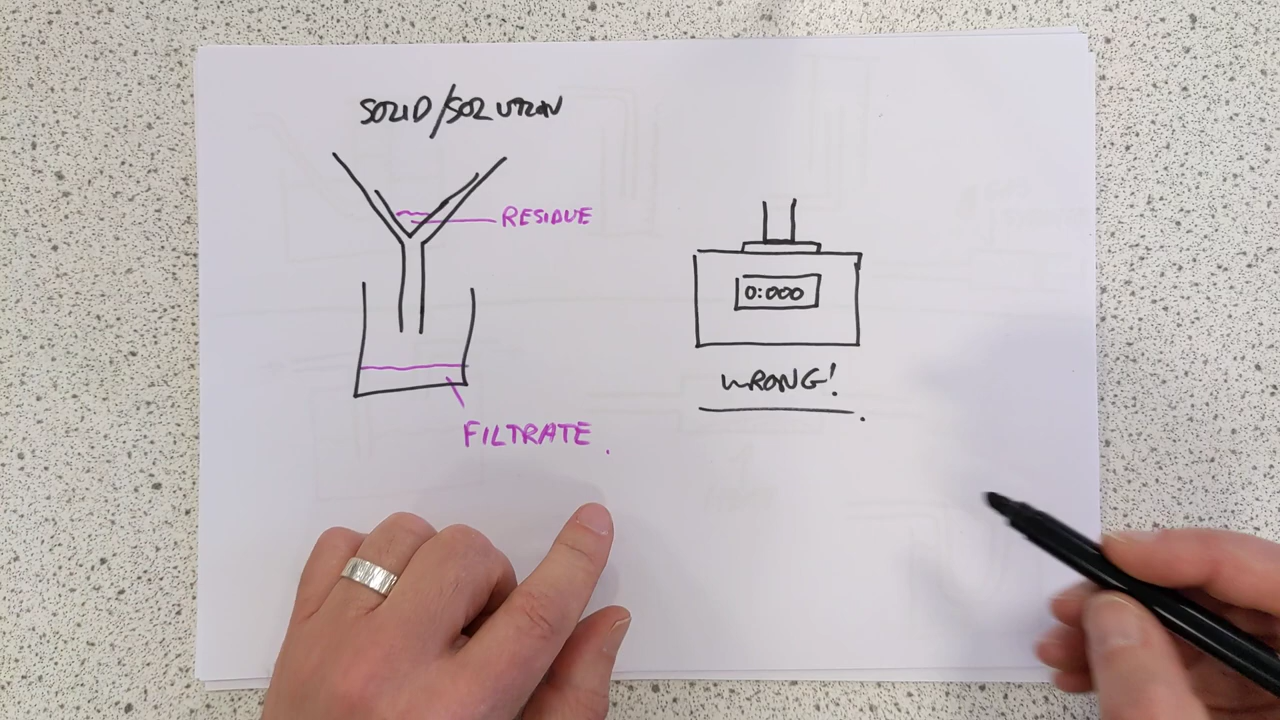 SOLID/SOLUTION
RESIDUE
FILTRATE.
0:000
WRONG!